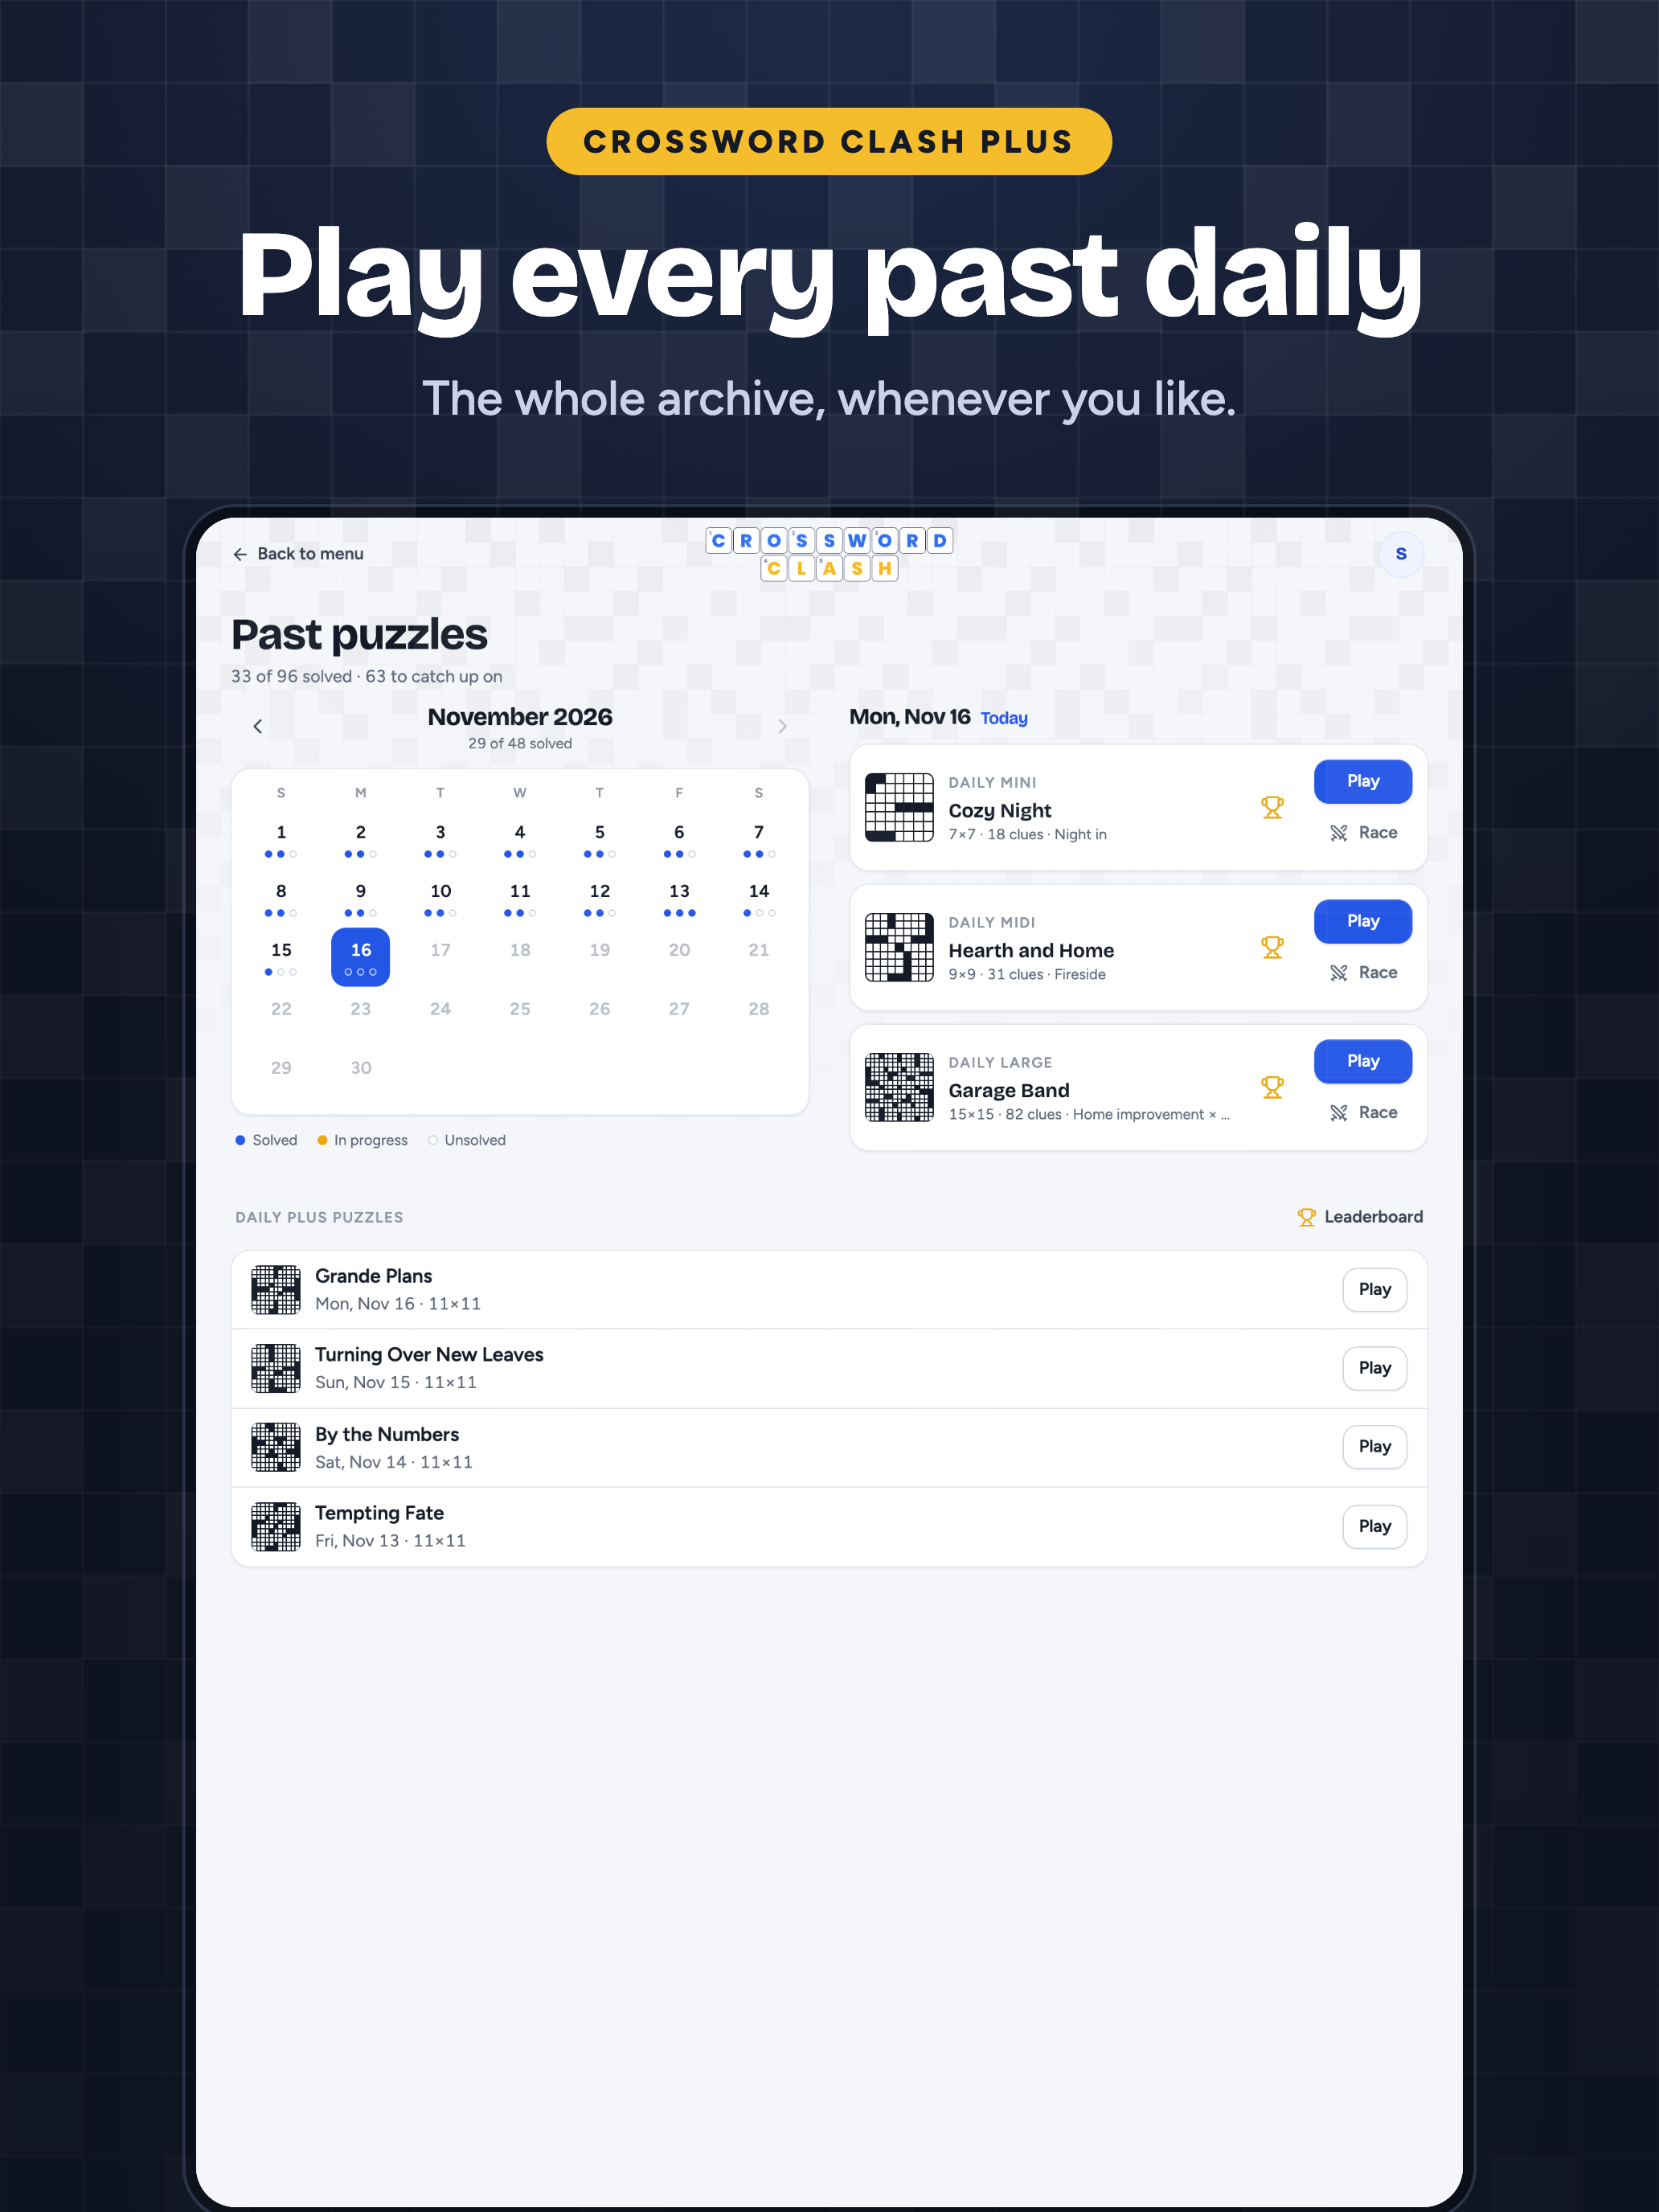 CROSSWORD CLASH PLUS
Play every past daily
The whole archive, whenever you like.
Back to menu
CROSSWORD
CLASH
S
Past puzzles
33 of 96 solved · 63 to catch up on
November 2026
29 of 48 solved
S M T W T F S
1 2 3 4 5 6 7
8 9 10 11 12 13 14
15 16 17 18 19 20 21
22 23 24 25 26 27 28
29 30
Solved In progress Unsolved
Mon, Nov 16 Today
DAILY MINI
Cozy Night
7×7 · 18 clues · Night in
Play
Race
DAILY MIDI
Hearth and Home
9×9 · 31 clues · Fireside
Play
Race
DAILY LARGE
Garage Band
15×15 · 82 clues · Home improvement × ...
Play
Race
DAILY PLUS PUZZLES
Leaderboard
Grande Plans
Mon, Nov 16 · 11×11
Play
Turning Over New Leaves
Sun, Nov 15 · 11×11
Play
By the Numbers
Sat, Nov 14 · 11×11
Play
Tempting Fate
Fri, Nov 13 · 11×11
Play